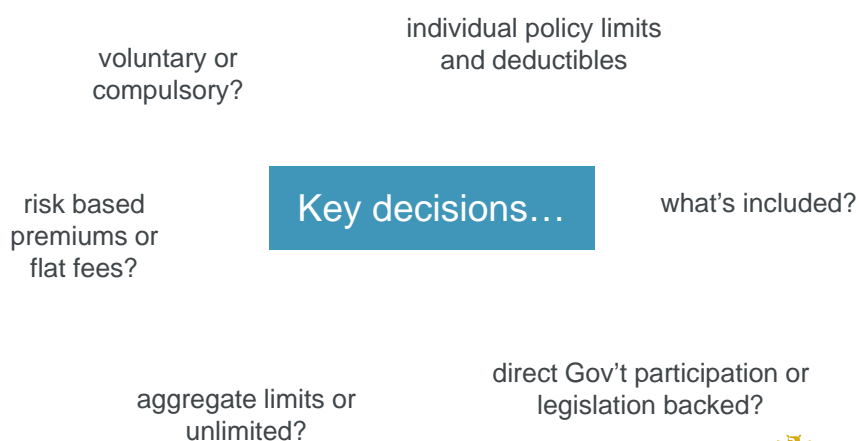 individual policy limits
and deductibles
voluntary or
compulsory?
Key decisions…
what’s included?
risk based
premiums or
flat fees?
direct Gov’t participation or
legislation backed?
aggregate limits or
unlimited?